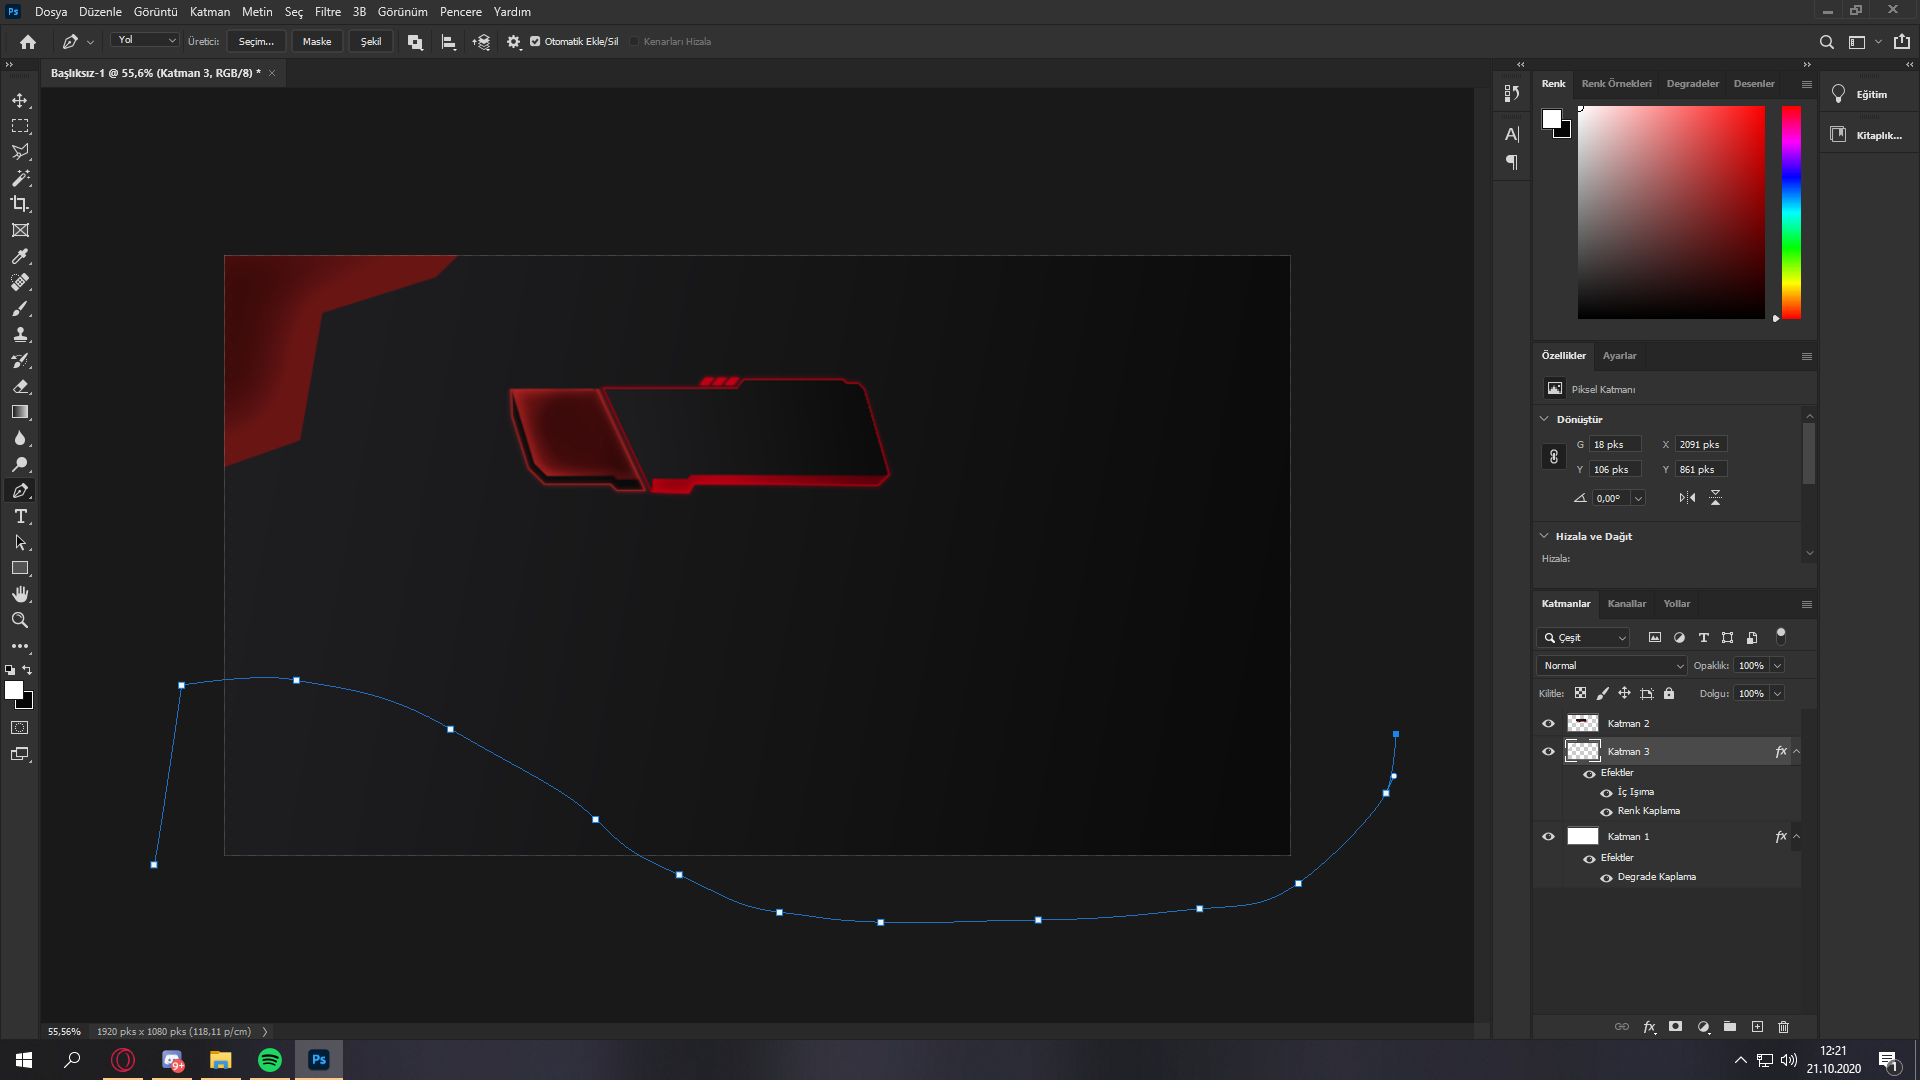 Ps Dosya Düzenle Görüntü Katman Metin Seç Filtre 3B Görünüm Pencere Yardım
Yol Üretici: Seçim... Maske Şekil Otomatik Ekle/Sil Kenarları Hizala
Başlıksız-1 @ 55,6% (Katman 3, RGB/8) *
Renk Renk Örnekleri Degradeler Desenler
Eğitim
Kitaplık...
Özellikler Ayarlar
Piksel Katmanı
Dönüştür
G 18 pks X 2091 pks
Y 106 pks Y 861 pks
0,00°
Hizala ve Dağıt
Hizala:
Katmanlar Kanallar Yollar
Çeşit
Normal Opaklık: 100%
Kilitle: Dolgu: 100%
Katman 2
Katman 3 fx
Efektler
İç Işıma
Renk Kaplama
Katman 1 fx
Efektler
Degrade Kaplama
fx
55,56% 1920 pks x 1080 pks (118,11 p/cm)
9+ Ps
12:21
21.10.2020
1